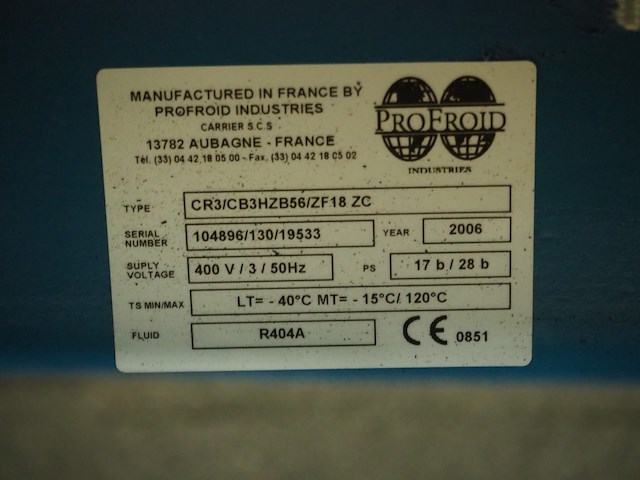 MANUFACTURED IN FRANCE BY
PROFROID INDUSTRIES
CARRIER S.C.S
13782 AUBAGNE - FRANCE
Tél. (33) 04 42 18 05 00 - Fax. (33) 04 42 18 05 02
PROFROID
INDUSTRIES
TYPE CR3/CB3HZB56/ZF18 ZC
SERIAL NUMBER 104896/130/19533 YEAR 2006
SUPLY VOLTAGE 400 V / 3 / 50Hz PS 17 b / 28 b
TS MIN/MAX LT= - 40°C MT= - 15°C/ 120°C
FLUID R404A CE 0851